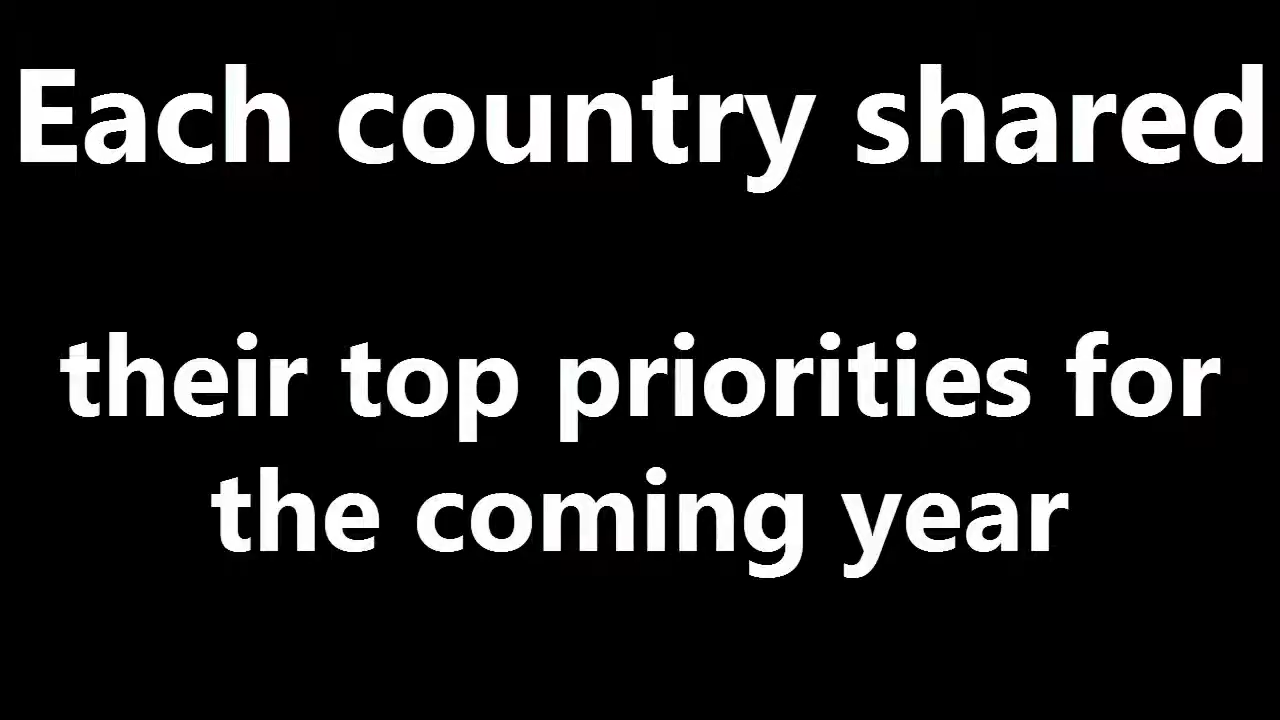 Each country shared
their top priorities for
the coming year